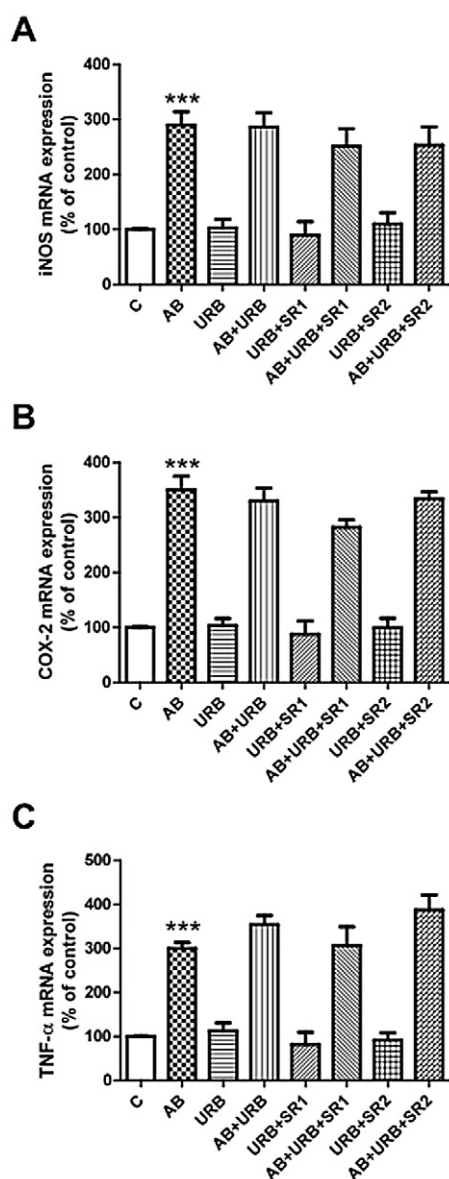 A
iNOS mRNA expression
(% of control)
400
300
200
100
0
***
C
AB
URB
AB+URB
URB+SR1
AB+URB+SR1
URB+SR2
AB+URB+SR2
B
COX-2 mRNA expression
(% of control)
400
300
200
100
0
***
C
AB
URB
AB+URB
URB+SR1
AB+URB+SR1
URB+SR2
AB+URB+SR2
C
TNF-α mRNA expression
(% of control)
500
400
300
200
100
0
***
C
AB
URB
AB+URB
URB+SR1
AB+URB+SR1
URB+SR2
AB+URB+SR2